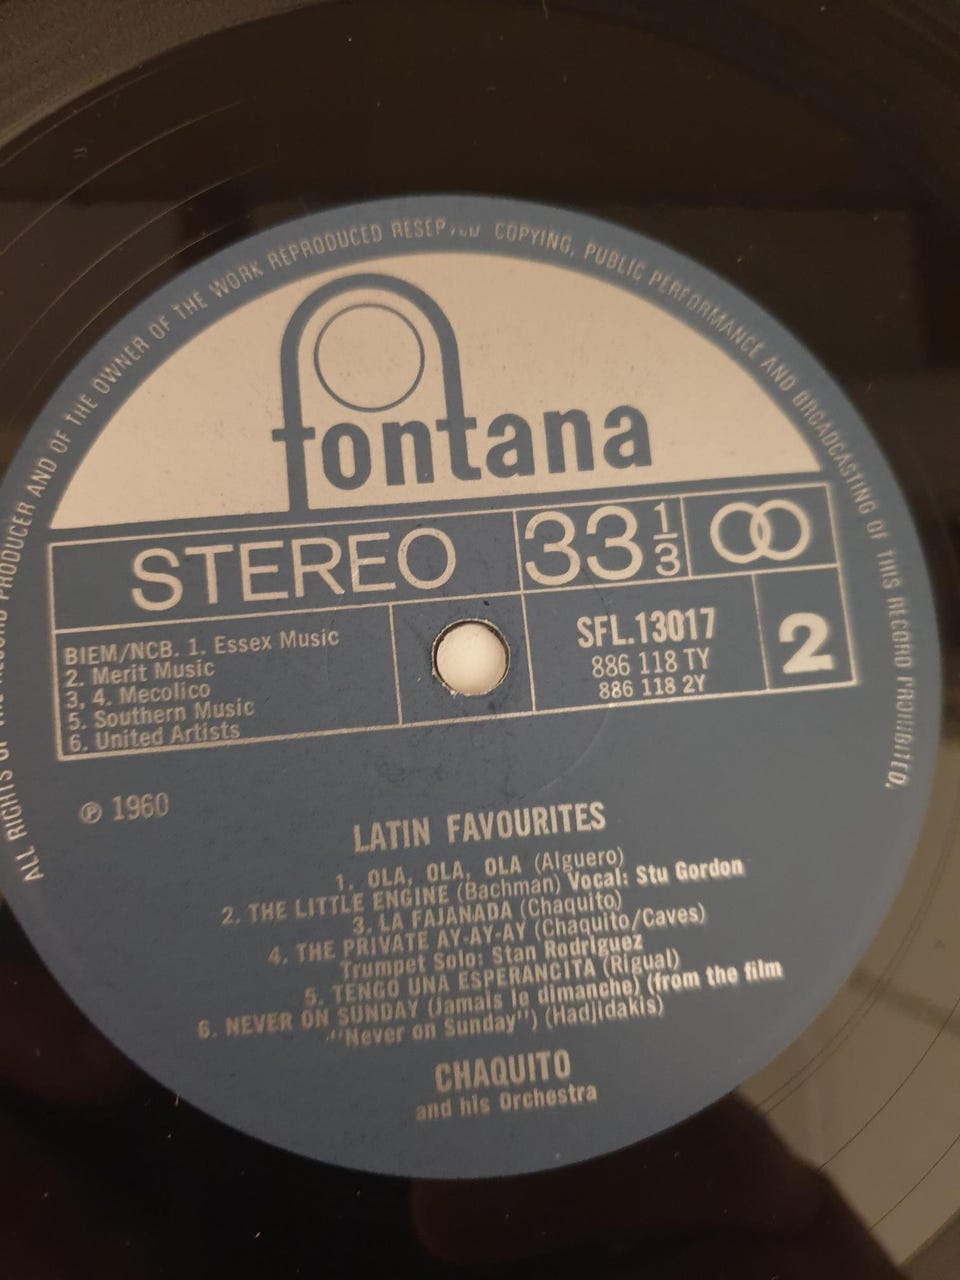 ALL RIGHTS OF THE RECORD PRODUCER AND OF THE OWNER OF THE WORK REPRODUCED RESERVED COPYING, PUBLIC PERFORMANCE AND BROADCASTING OF THIS RECORD PROHIBITED.
fontana
STEREO 33 1/3
BIEM/NCB. 1. Essex Music
2. Merit Music
3, 4. Mecolico
5. Southern Music
6. United Artists
SFL.13017
886 118 TY
886 118 2Y
2
℗ 1960
LATIN FAVOURITES
1. OLA, OLA, OLA (Alguero)
2. THE LITTLE ENGINE (Bachman) Vocal: Stu Gordon
3. LA FAJANADA (Chaquito)
4. THE PRIVATE AY-AY-AY (Chaquito/Caves)
Trumpet Solo: Stan Rodriguez
5. TENGO UNA ESPERANCITA (Rigual)
6. NEVER ON SUNDAY (Jamais le dimanche) (from the film
"Never on Sunday") (Hadjidakis)
CHAQUITO
and his Orchestra